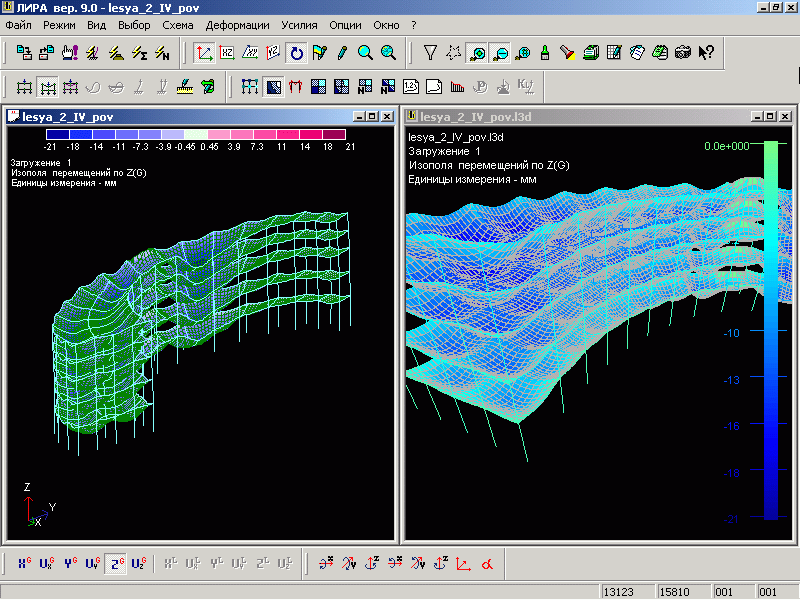 ЛИРА вер. 9.0 - lesya_2_IV_pov
Файл Режим Вид Выбор Схема Деформации Усилия Опции Окно ?
lesya_2_IV_pov
-21 -18 -14 -11 -7.3 -3.9 -0.45 0.45 3.9 7.3 11 14 18 21
Загружение 1
Изополя перемещений по Z(G)
Единицы измерения - мм
Z
Y
X
lesya_2_IV_pov.l3d
lesya_2_IV_pov.l3d
Загружение 1
Изополя перемещений по Z(G)
Единицы измерения - мм
0.0e+000
-10
-13
-16
-18
-21
13123 15810 001 001